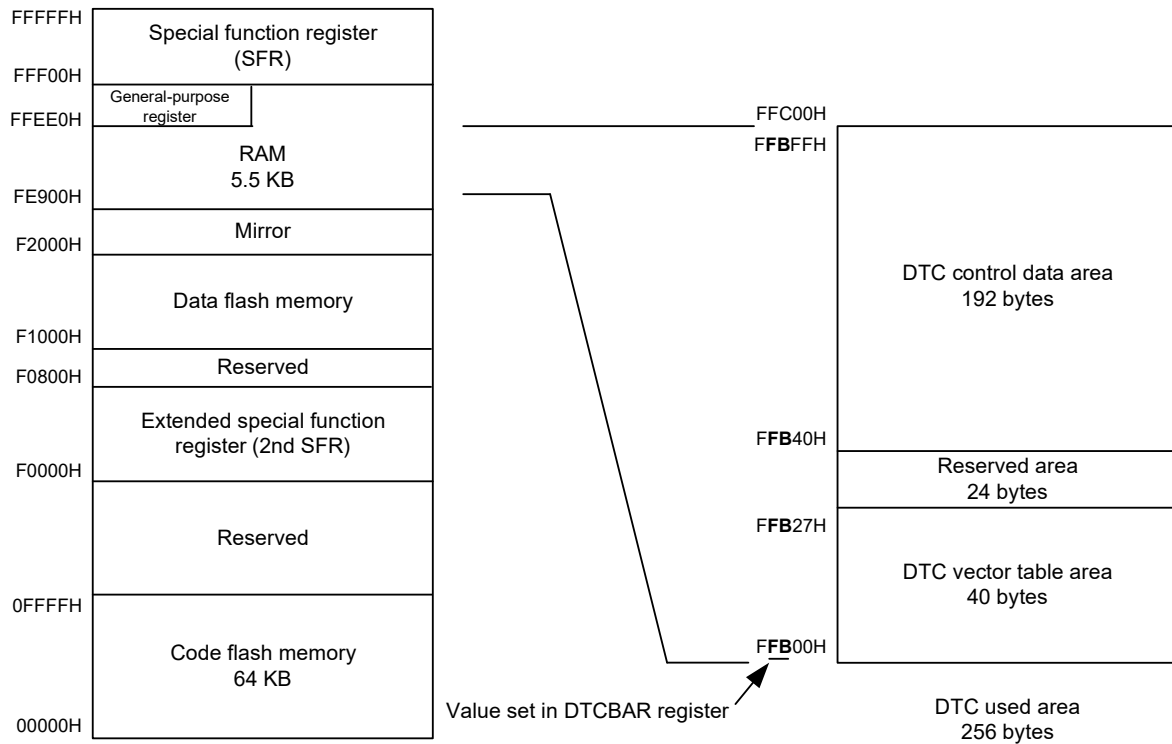 FFFFFH
Special function register
(SFR)
FFF00H
General-purpose
register
FFEE0H
RAM
5.5 KB
FE900H
Mirror
F2000H
Data flash memory
F1000H
Reserved
F0800H
Extended special function
register (2nd SFR)
F0000H
Reserved
0FFFFH
Code flash memory
64 KB
00000H
FFC00H
FFBFFH
DTC control data area
192 bytes
FFB40H
Reserved area
24 bytes
FFB27H
DTC vector table area
40 bytes
FFB00H
Value set in DTCBAR register
DTC used area
256 bytes